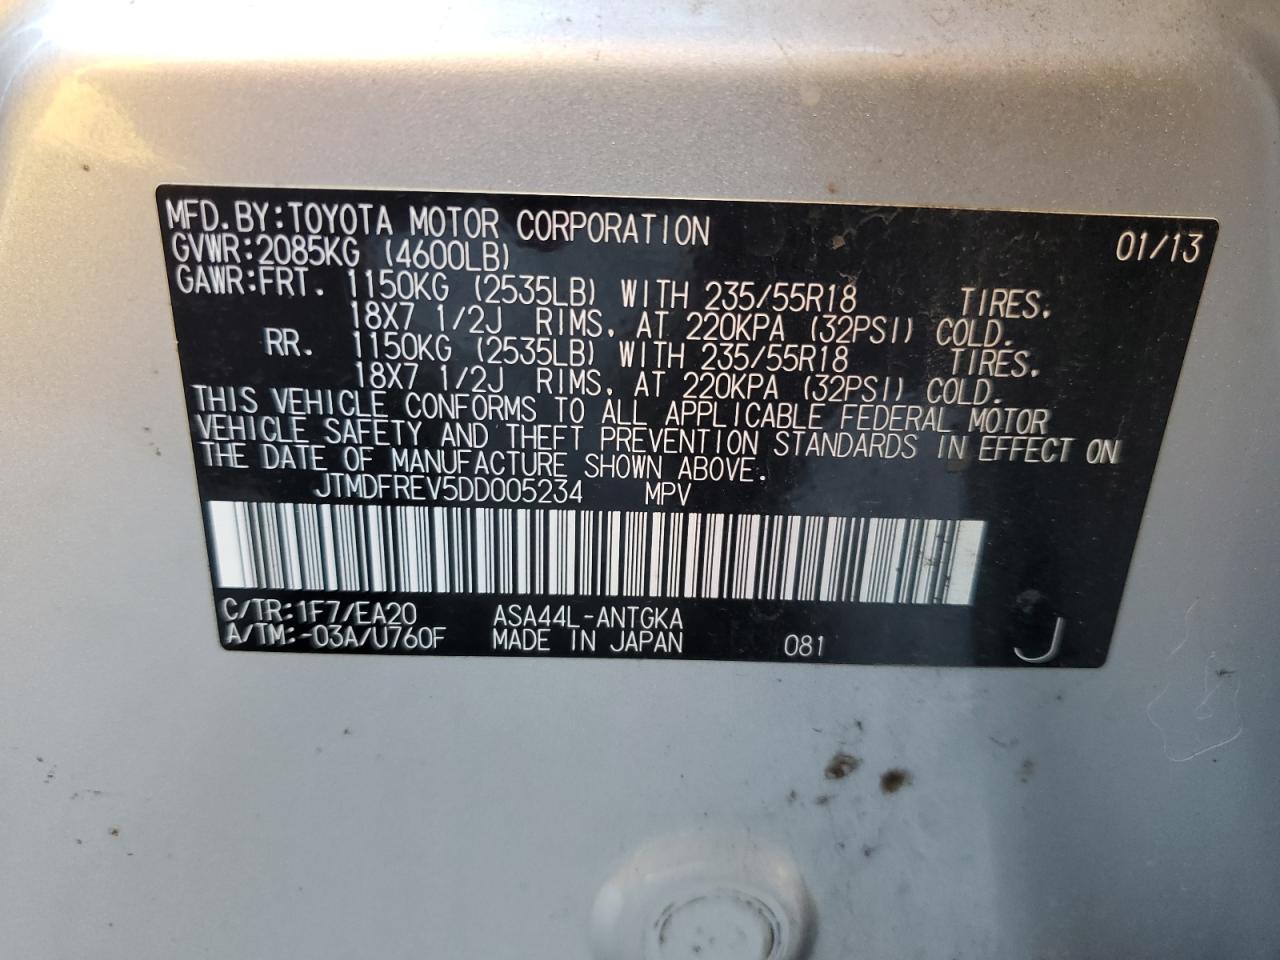 MFD.BY:TOYOTA MOTOR CORPORATION 01/13
GVWR:2085KG (4600LB)
GAWR:FRT. 1150KG (2535LB) WITH 235/55R18 TIRES,
18X7 1/2J RIMS, AT 220KPA (32PSI) COLD.
RR. 1150KG (2535LB) WITH 235/55R18 TIRES,
18X7 1/2J RIMS, AT 220KPA (32PSI) COLD.
THIS VEHICLE CONFORMS TO ALL APPLICABLE FEDERAL MOTOR
VEHICLE SAFETY AND THEFT PREVENTION STANDARDS IN EFFECT ON
THE DATE OF MANUFACTURE SHOWN ABOVE.
JTMDFREV5DD005234 MPV
C/TR:1F7/EA20 ASA44L-ANTGKA
A/TM:-03A/U760F MADE IN JAPAN 081 J